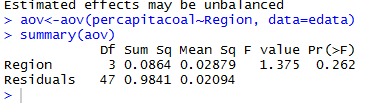 Estimated effects may be unbalanced
> aov<-aov(percapitacoal~Region, data=edata)
> summary(aov)
            Df Sum Sq Mean Sq F value Pr(>F)
Region       3 0.0864 0.02879   1.375  0.262
Residuals   47 0.9841 0.02094
>